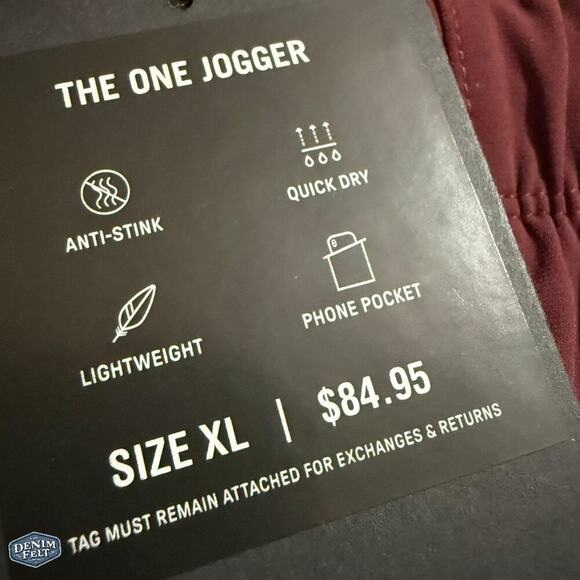 THE ONE JOGGER
ANTI-STINK
QUICK DRY
LIGHTWEIGHT
PHONE POCKET
SIZE XL | $84.95
TAG MUST REMAIN ATTACHED FOR EXCHANGES & RETURNS
DENIM
FELT